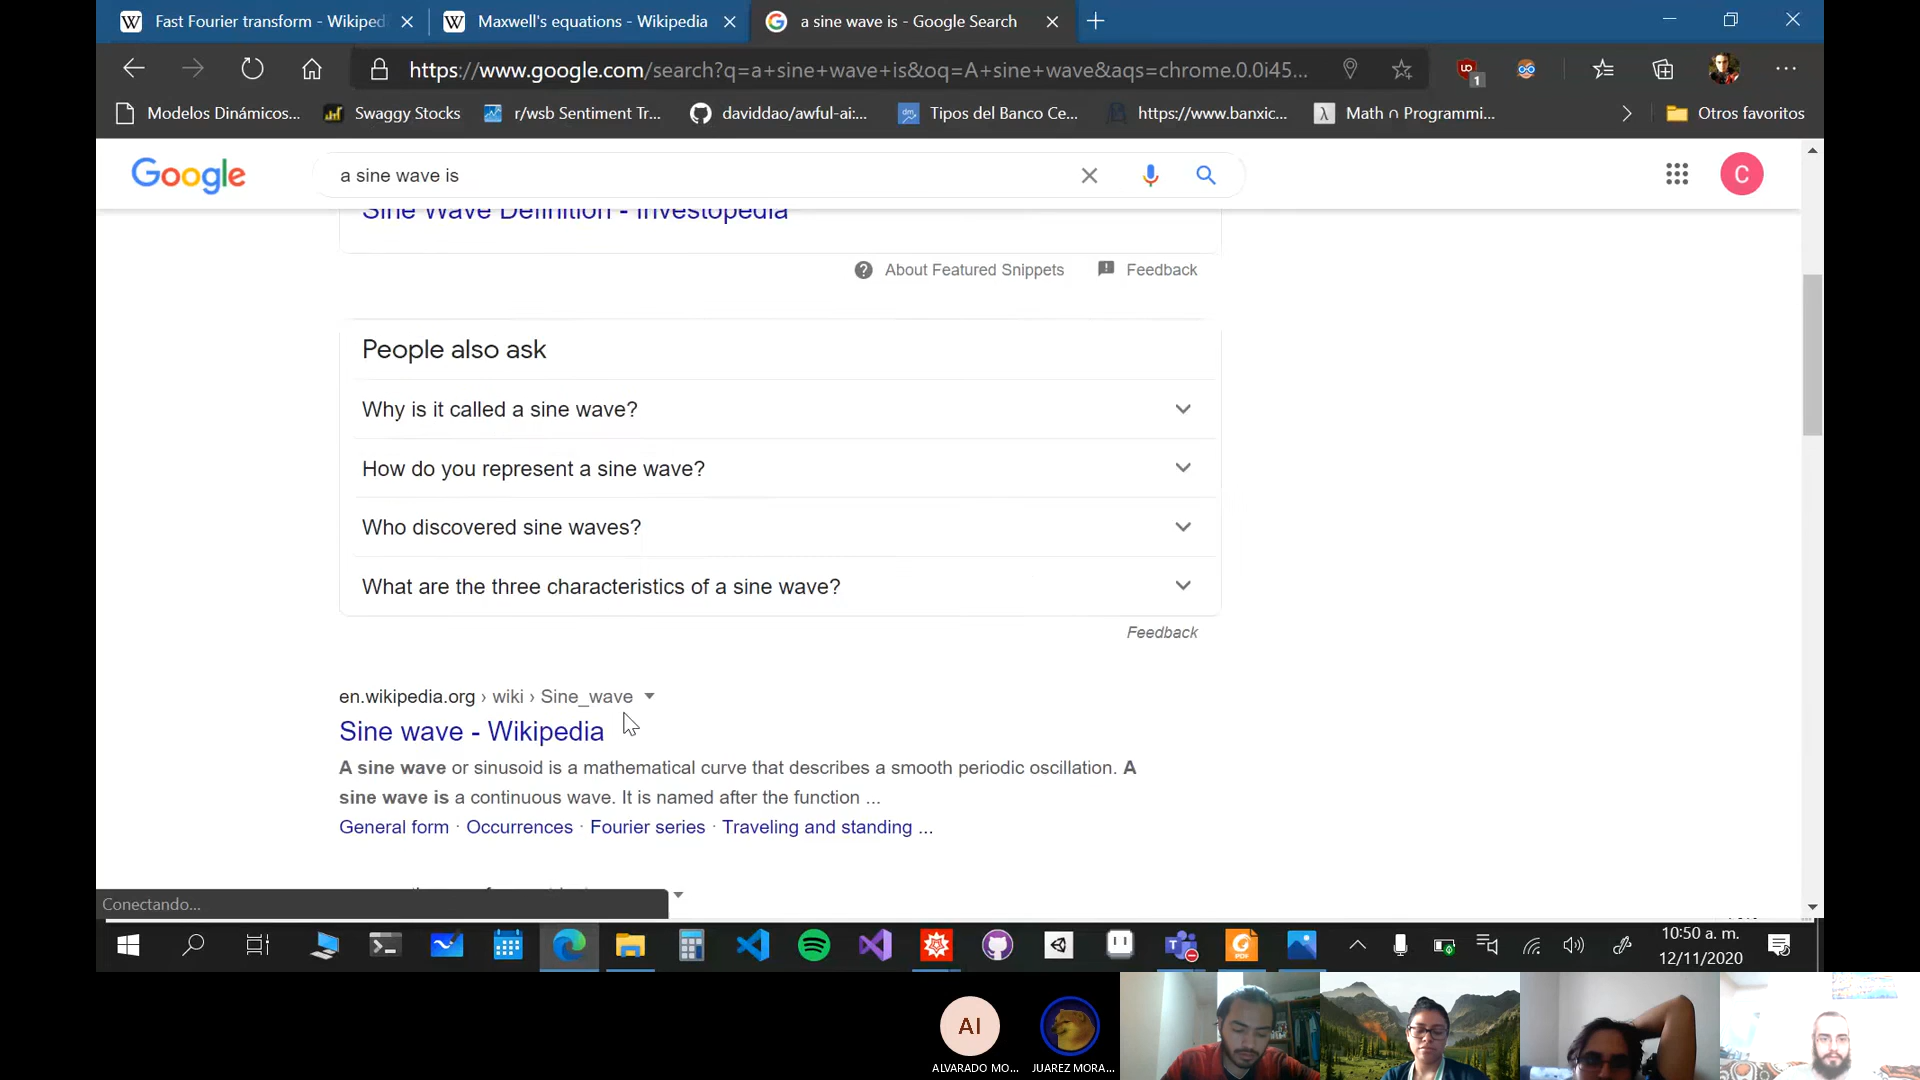 Fast Fourier transform - Wikiped
Maxwell's equations - Wikipedia
a sine wave is - Google Search
https://www.google.com/search?q=a+sine+wave+is&oq=A+sine+wave&aqs=chrome.0.0i45...
1
Modelos Dinámicos...
Swaggy Stocks
r/wsb Sentiment Tr...
daviddao/awful-ai:...
Tipos del Banco Ce...
https://www.banxic...
Math ∩ Programmi...
Otros favoritos
Google
a sine wave is
C
Sine Wave Definition - Investopedia
About Featured Snippets
Feedback
People also ask
Why is it called a sine wave?
How do you represent a sine wave?
Who discovered sine waves?
What are the three characteristics of a sine wave?
Feedback
en.wikipedia.org › wiki › Sine_wave
Sine wave - Wikipedia
A sine wave or sinusoid is a mathematical curve that describes a smooth periodic oscillation. A
sine wave is a continuous wave. It is named after the function ...
General form · Occurrences · Fourier series · Traveling and standing ...
Conectando...
10:50 a. m.
12/11/2020
AI
ALVARADO MO...
JUAREZ MORA...